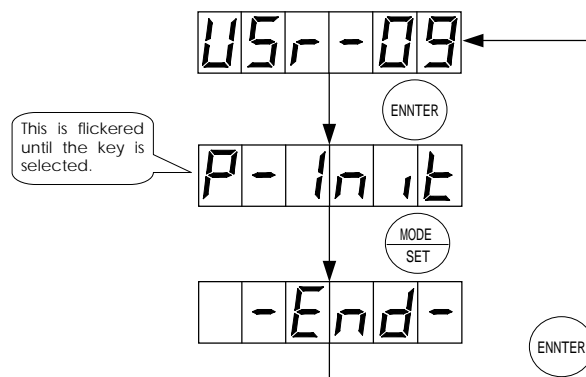 USr-09
ENNTER
This is flickered
until the key is
selected.
P-Init
MODE
SET
-End-
ENNTER